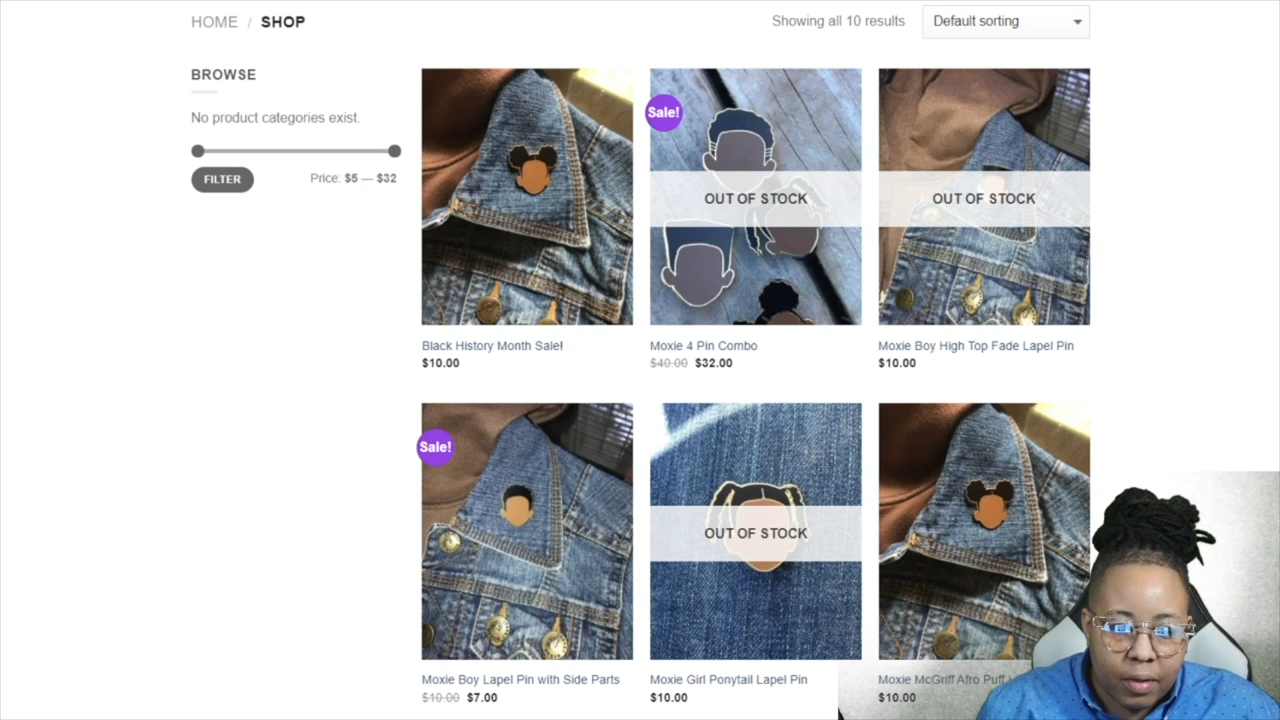 HOME / SHOP
Showing all 10 results
Default sorting
BROWSE
No product categories exist.
FILTER
Price: $5 — $32
Sale!
OUT OF STOCK
OUT OF STOCK
Black History Month Sale!
$10.00
Moxie 4 Pin Combo
$40.00 $32.00
Moxie Boy High Top Fade Lapel Pin
$10.00
Sale!
OUT OF STOCK
Moxie Boy Lapel Pin with Side Parts
$10.00 $7.00
Moxie Girl Ponytail Lapel Pin
$10.00
Moxie McGriff Afro Puff
$10.00